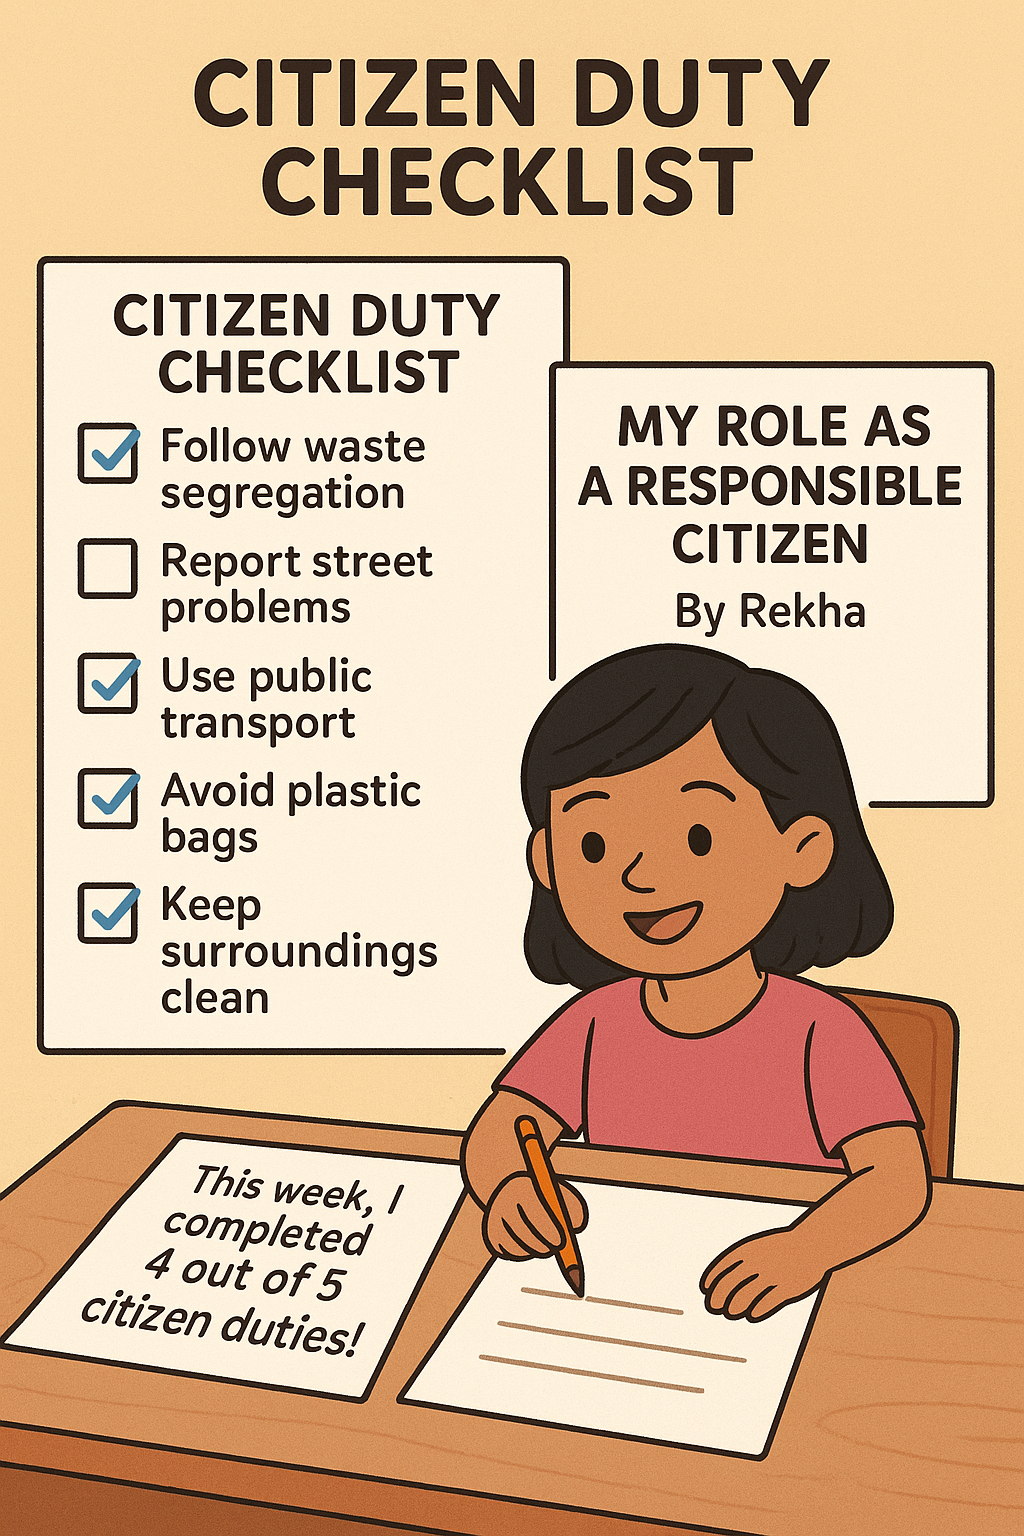 CITIZEN DUTY
CHECKLIST
CITIZEN DUTY
CHECKLIST
Follow waste
segregation
Report street
problems
Use public
transport
Avoid plastic
bags
Keep
surroundings
clean
MY ROLE AS
A RESPONSIBLE
CITIZEN
By Rekha
This week, I
completed
4 out of 5
citizen duties!